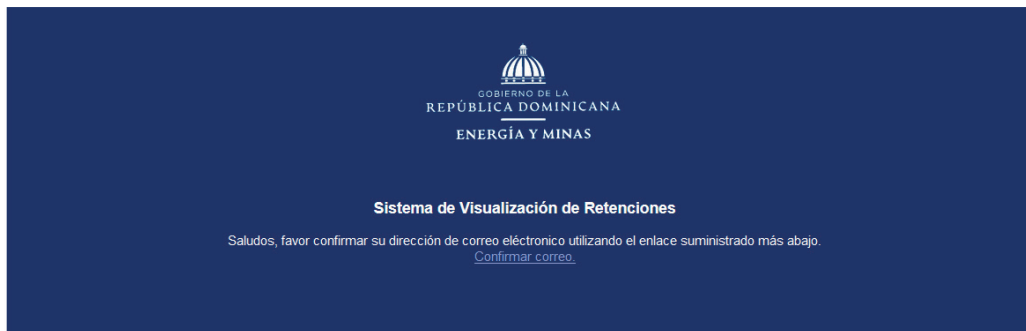 GOBIERNO DE LA
REPÚBLICA DOMINICANA
ENERGÍA Y MINAS
Sistema de Visualización de Retenciones
Saludos, favor confirmar su dirección de correo eléctronico utilizando el enlace suministrado más abajo.
Confirmar correo.